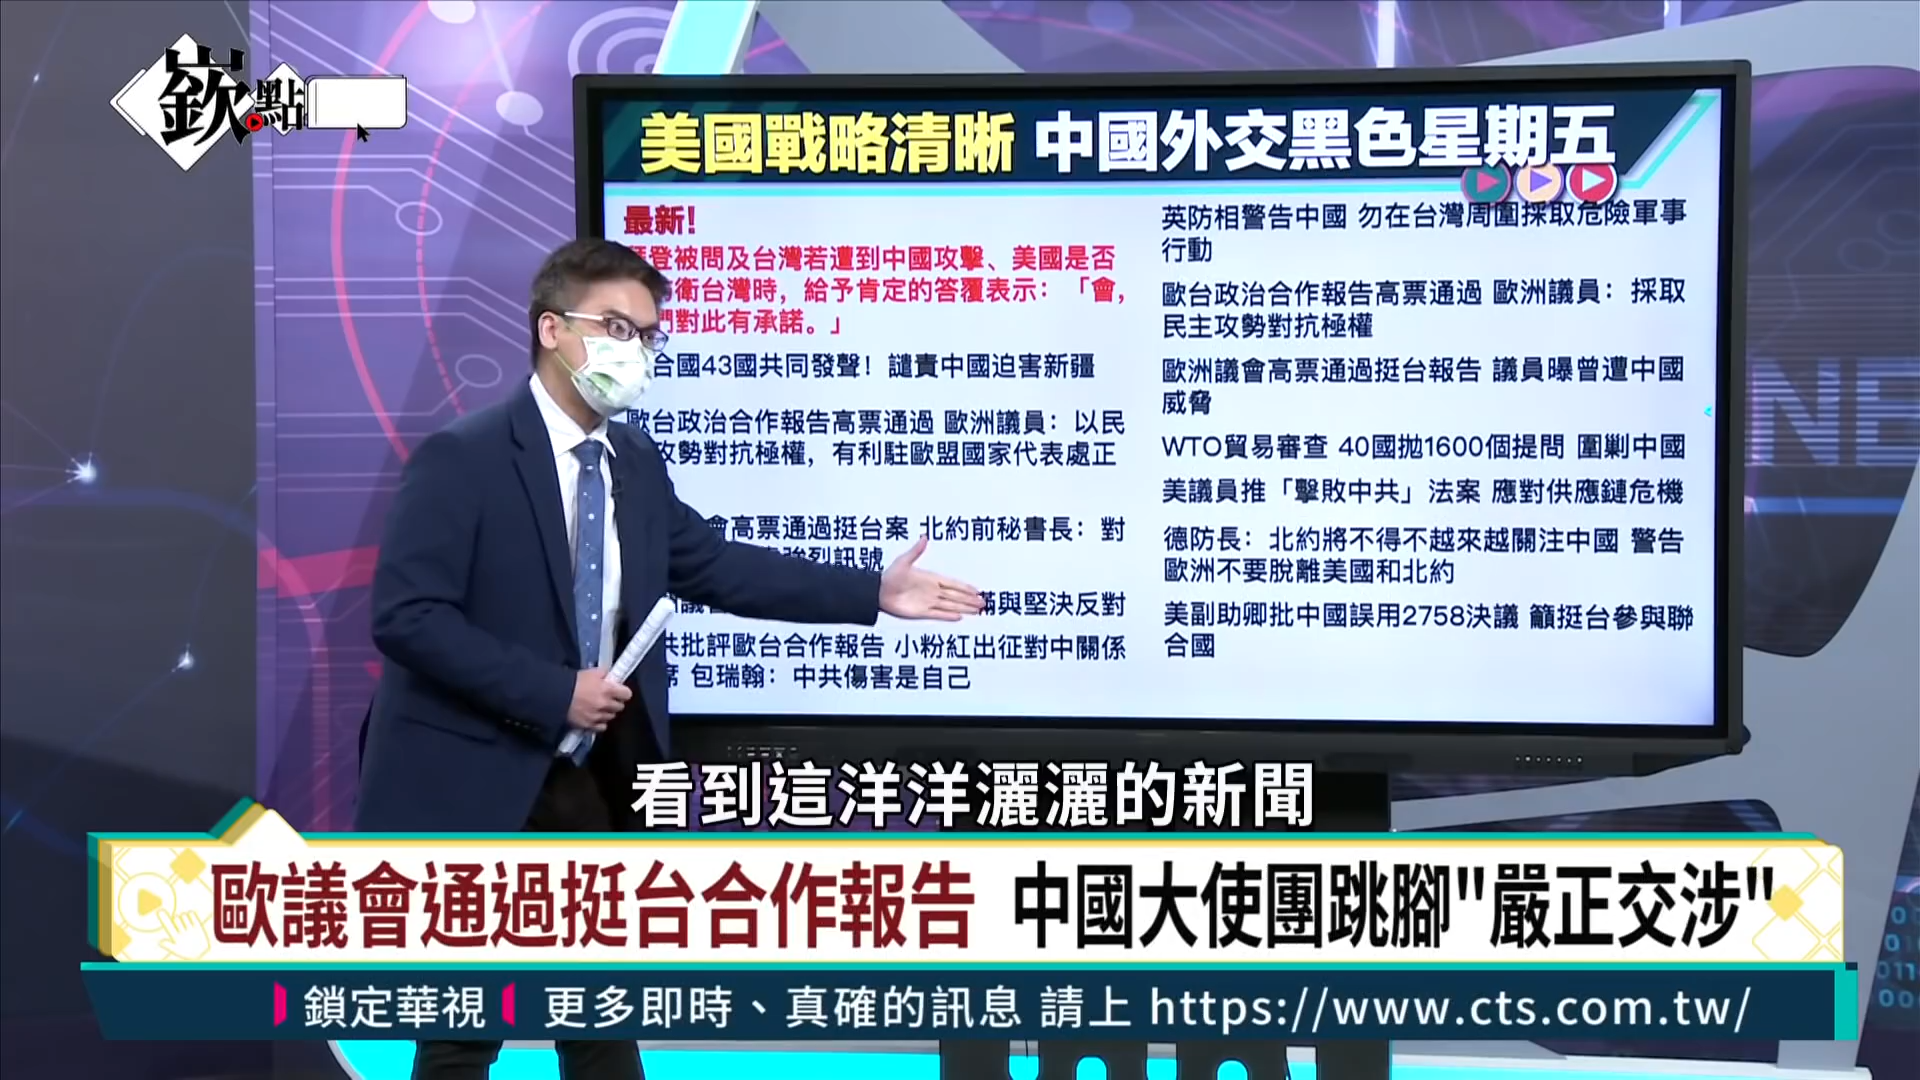 嶔點
美國戰略清晰 中國外交黑色星期五
最新!
登被問及台灣若遭到中國攻擊、美國是否
衛台灣時,給予肯定的答覆表示:「會,
們對此有承諾。」
合國43國共同發聲!譴責中國迫害新疆
歐台政治合作報告高票通過 歐洲議員:以民
攻勢對抗極權,有利駐歐盟國家代表處正
會高票通過挺台案 北約前秘書長:對
強烈訊號
滿與堅決反對
共批評歐台合作報告 小粉紅出征對中關係
席 包瑞翰:中共傷害是自己
英防相警告中國 勿在台灣周圍採取危險軍事
行動
歐台政治合作報告高票通過 歐洲議員:採取
民主攻勢對抗極權
歐洲議會高票通過挺台報告 議員曝曾遭中國
威脅
WTO貿易審查 40國拋1600個提問 圍剿中國
美議員推「擊敗中共」法案 應對供應鏈危機
德防長:北約將不得不越來越關注中國 警告
歐洲不要脫離美國和北約
美副助卿批中國誤用2758決議 籲挺台參與聯
合國
看到這洋洋灑灑的新聞
歐議會通過挺台合作報告 中國大使團跳腳"嚴正交涉"
鎖定華視 更多即時、真確的訊息 請上 https://www.cts.com.tw/